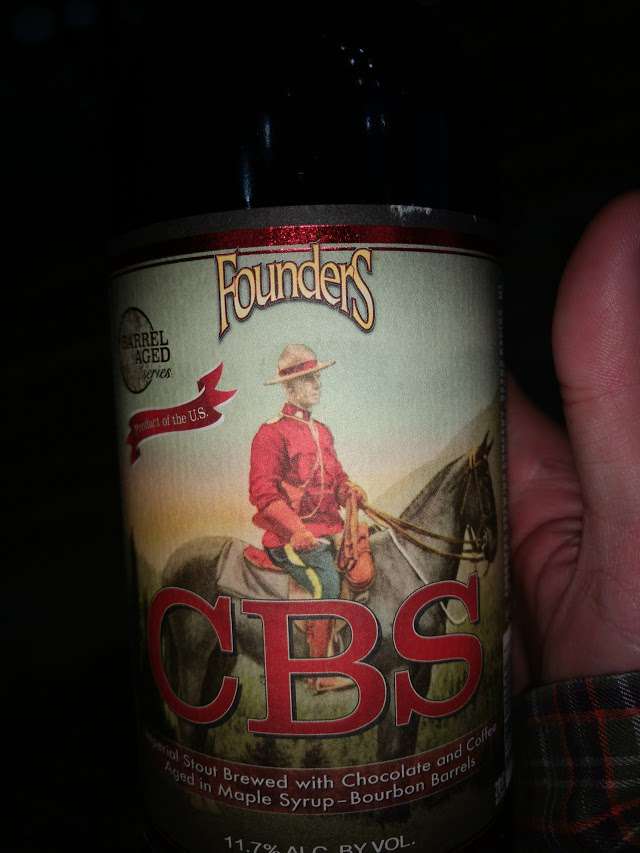 Founders
BARREL
AGED
series
Product of the U.S.
CBS
Imperial Stout Brewed with Chocolate and Coffee
Aged in Maple Syrup-Bourbon Barrels
11.7% ALC. BY VOL.